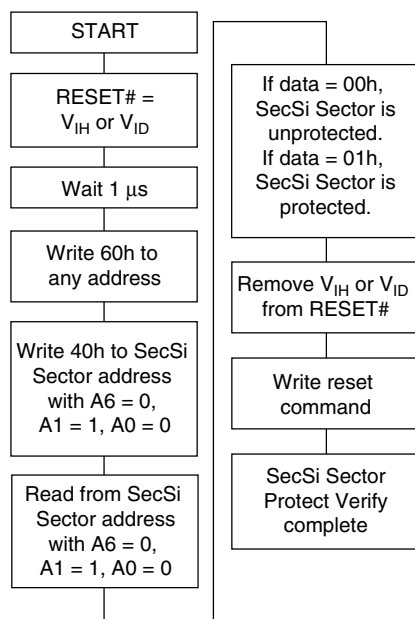 START
RESET# =
V_IH or V_ID
Wait 1 µs
Write 60h to
any address
Write 40h to SecSi
Sector address
with A6 = 0,
A1 = 1, A0 = 0
Read from SecSi
Sector address
with A6 = 0,
A1 = 1, A0 = 0
If data = 00h,
SecSi Sector is
unprotected.
If data = 01h,
SecSi Sector is
protected.
Remove V_IH or V_ID
from RESET#
Write reset
command
SecSi Sector
Protect Verify
complete